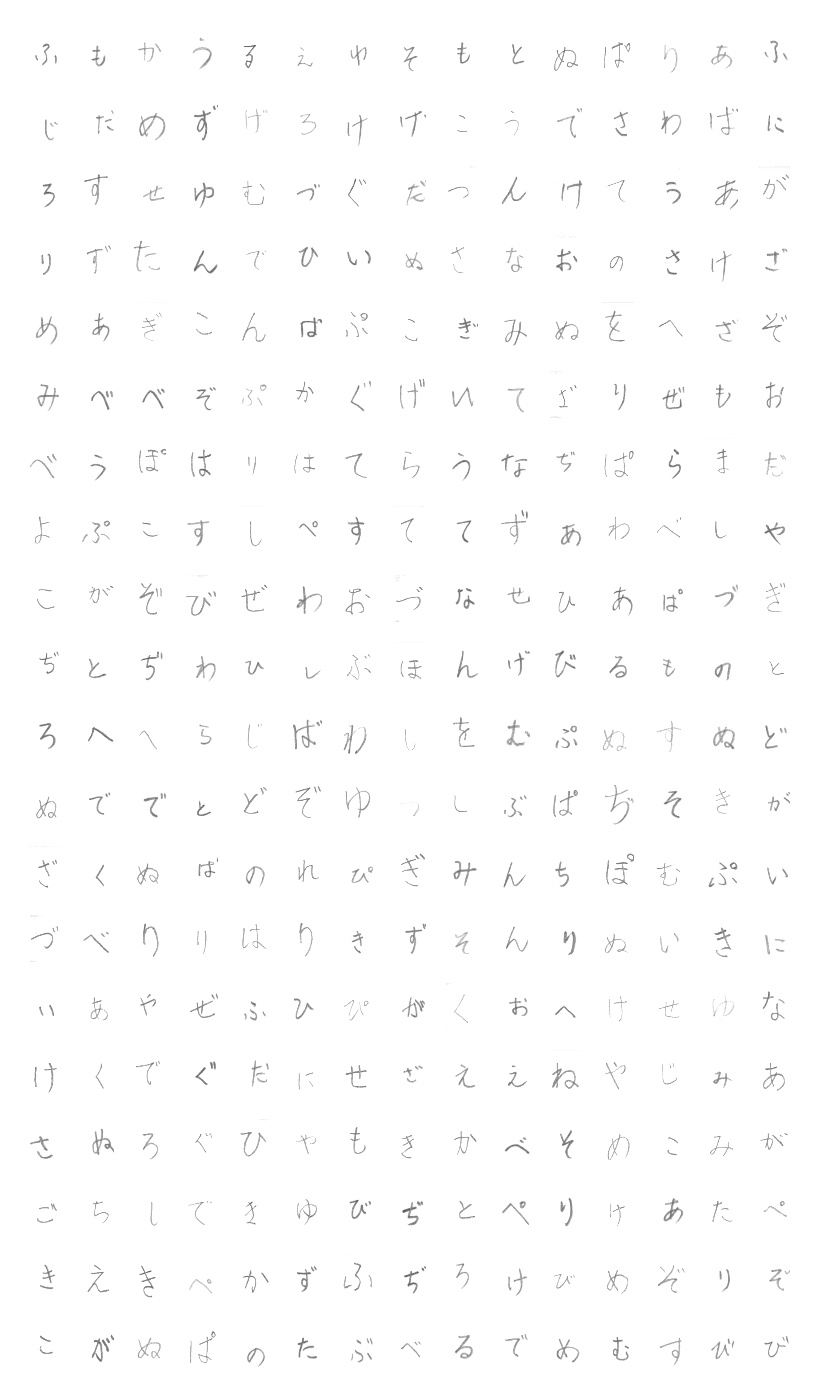 ふもかうるえゆそもとぬぱりあふ
じだめずげろけげこうでさわばに
ろすせゆむづぐだつんけてうあが
りずたんでひいぬさなおのさけざ
めあぎこんばぷこぎみぬをへざぞ
みべべぞぷかぐげいてざりぜもお
べうぽはりはてらうなぢぱらまだ
よぷこすしぺすててずあわべしや
こがぞびぜわおづなせひあぱづぎ
ぢとぢわひしぶほんげびるものと
ろへへらじばわしをむぷぬすぬど
ぬででとどぞゆつしぶぱぢそきが
ざくぬばのれぴぎみんちぽむぷい
づべりりはりきずそんりぬいきに
いあやぜふひぴがくおへけせゆな
けくでぐだにせざええねやじみあ
さぬろぐひやもきかべそめこみが
ごちしできゆびぢとぺりけあたぺ
きえきぺかずふぢろけびめぞりぞ
こがぬぱのたぶべるでめむすびび